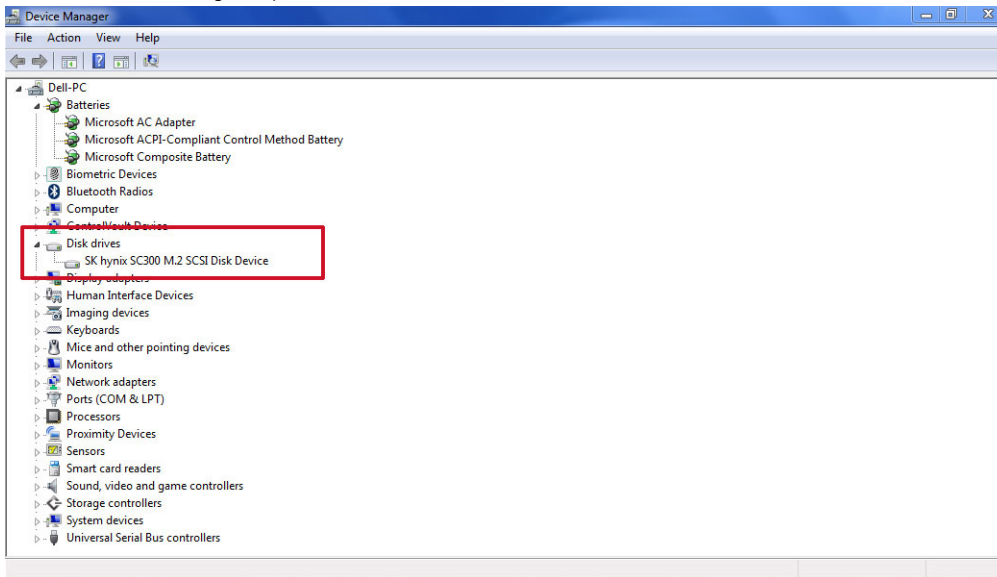 Device Manager
File Action View Help
Dell-PC
Batteries
Microsoft AC Adapter
Microsoft ACPI-Compliant Control Method Battery
Microsoft Composite Battery
Biometric Devices
Bluetooth Radios
Computer
ControlVault Device
Disk drives
SK hynix SC300 M.2 SCSI Disk Device
Display adapters
Human Interface Devices
Imaging devices
Keyboards
Mice and other pointing devices
Monitors
Network adapters
Ports (COM & LPT)
Processors
Proximity Devices
Sensors
Smart card readers
Sound, video and game controllers
Storage controllers
System devices
Universal Serial Bus controllers